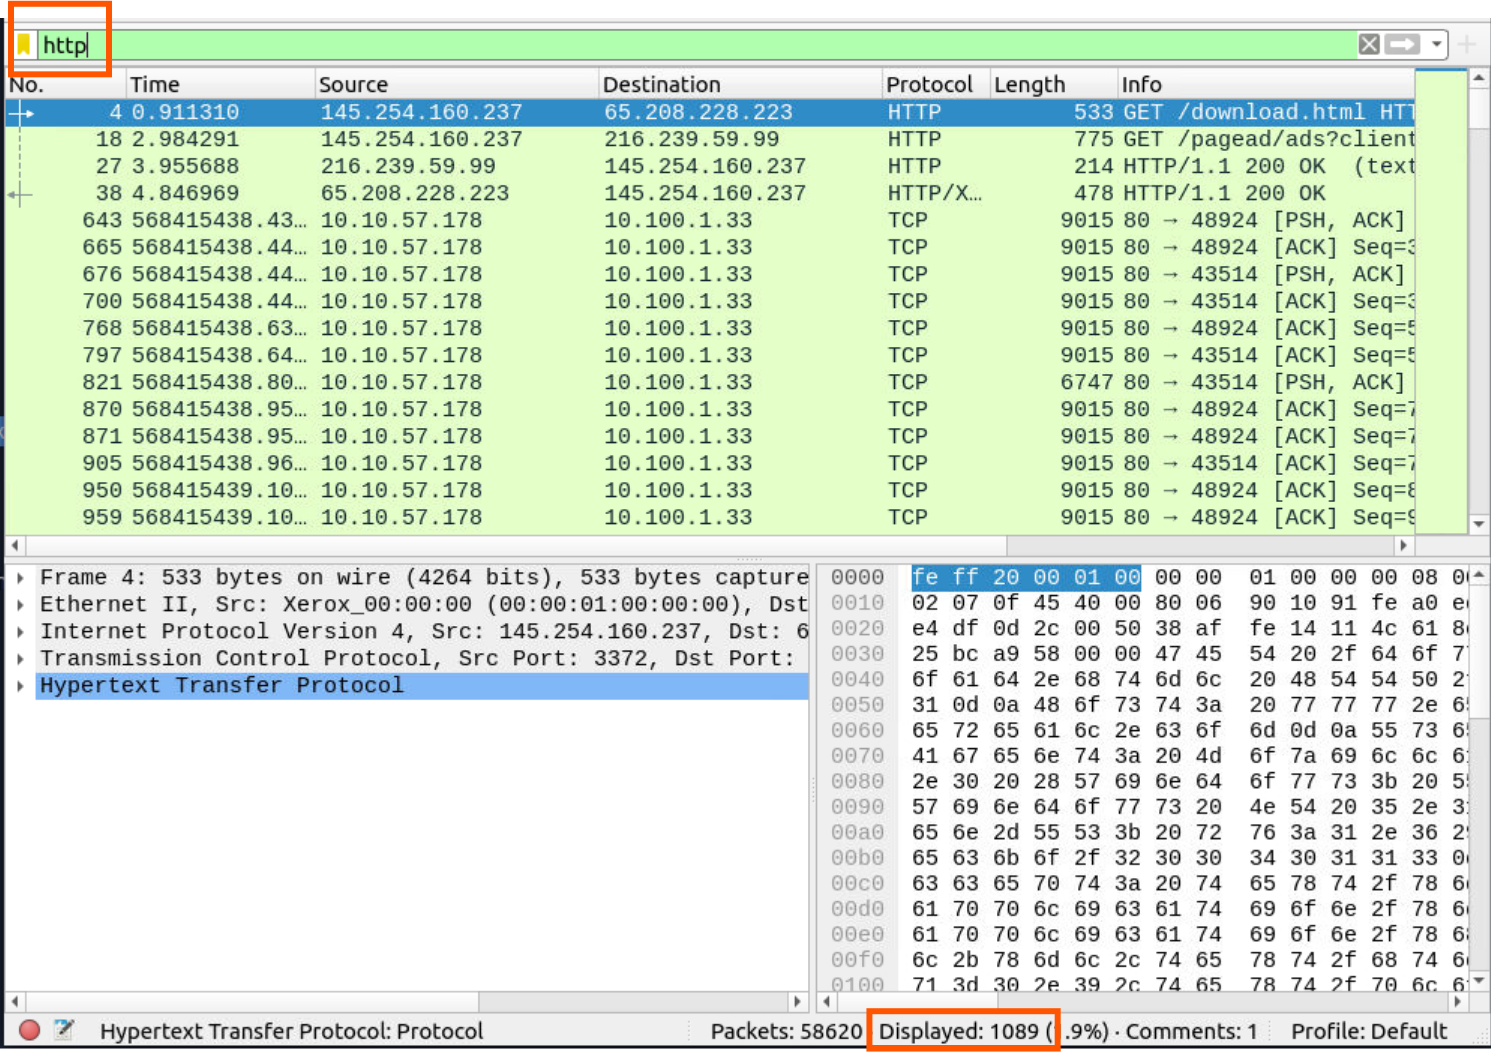 http
No. Time Source Destination Protocol Length Info
4 0.911310 145.254.160.237 65.208.228.223 HTTP 533 GET /download.html HTT
18 2.984291 145.254.160.237 216.239.59.99 HTTP 775 GET /pagead/ads?client
27 3.955688 216.239.59.99 145.254.160.237 HTTP 214 HTTP/1.1 200 OK (text
38 4.846969 65.208.228.223 145.254.160.237 HTTP/X… 478 HTTP/1.1 200 OK
643 568415438.43… 10.10.57.178 10.100.1.33 TCP 9015 80 → 48924 [PSH, ACK]
665 568415438.44… 10.10.57.178 10.100.1.33 TCP 9015 80 → 48924 [ACK] Seq=3
676 568415438.44… 10.10.57.178 10.100.1.33 TCP 9015 80 → 43514 [PSH, ACK]
700 568415438.44… 10.10.57.178 10.100.1.33 TCP 9015 80 → 43514 [ACK] Seq=3
768 568415438.63… 10.10.57.178 10.100.1.33 TCP 9015 80 → 48924 [ACK] Seq=5
797 568415438.64… 10.10.57.178 10.100.1.33 TCP 9015 80 → 43514 [ACK] Seq=5
821 568415438.80… 10.10.57.178 10.100.1.33 TCP 6747 80 → 43514 [PSH, ACK]
870 568415438.95… 10.10.57.178 10.100.1.33 TCP 9015 80 → 48924 [ACK] Seq=7
871 568415438.95… 10.10.57.178 10.100.1.33 TCP 9015 80 → 48924 [ACK] Seq=7
905 568415438.96… 10.10.57.178 10.100.1.33 TCP 9015 80 → 43514 [ACK] Seq=7
950 568415439.10… 10.10.57.178 10.100.1.33 TCP 9015 80 → 48924 [ACK] Seq=8
959 568415439.10… 10.10.57.178 10.100.1.33 TCP 9015 80 → 48924 [ACK] Seq=9
Frame 4: 533 bytes on wire (4264 bits), 533 bytes capture
Ethernet II, Src: Xerox_00:00:00 (00:00:01:00:00:00), Dst
Internet Protocol Version 4, Src: 145.254.160.237, Dst: 6
Transmission Control Protocol, Src Port: 3372, Dst Port:
Hypertext Transfer Protocol
0000 fe ff 20 00 01 00 00 00 01 00 00 00 08 0
0010 02 07 0f 45 40 00 80 06 90 10 91 fe a0 e
0020 e4 df 0d 2c 00 50 38 af fe 14 11 4c 61 8
0030 25 bc a9 58 00 00 47 45 54 20 2f 64 6f 7
0040 6f 61 64 2e 68 74 6d 6c 20 48 54 54 50 2
0050 31 0d 0a 48 6f 73 74 3a 20 77 77 77 2e 6
0060 65 72 65 61 6c 2e 63 6f 6d 0d 0a 55 73 6
0070 41 67 65 6e 74 3a 20 4d 6f 7a 69 6c 6c 6
0080 2e 30 20 28 57 69 6e 64 6f 77 73 3b 20 5
0090 57 69 6e 64 6f 77 73 20 4e 54 20 35 2e 3
00a0 65 6e 2d 55 53 3b 20 72 76 3a 31 2e 36 2
00b0 65 63 6b 6f 2f 32 30 30 34 30 31 31 33 0
00c0 63 63 65 70 74 3a 20 74 65 78 74 2f 78 6
00d0 61 70 70 6c 69 63 61 74 69 6f 6e 2f 78 6
00e0 61 70 70 6c 69 63 61 74 69 6f 6e 2f 78 6
00f0 6c 2b 78 6d 6c 2c 74 65 78 74 2f 68 74 6
0100 71 3d 30 2e 39 2c 74 65 78 74 2f 70 6c 6
Hypertext Transfer Protocol: Protocol Packets: 58620 Displayed: 1089 ( .9%) · Comments: 1 Profile: Default